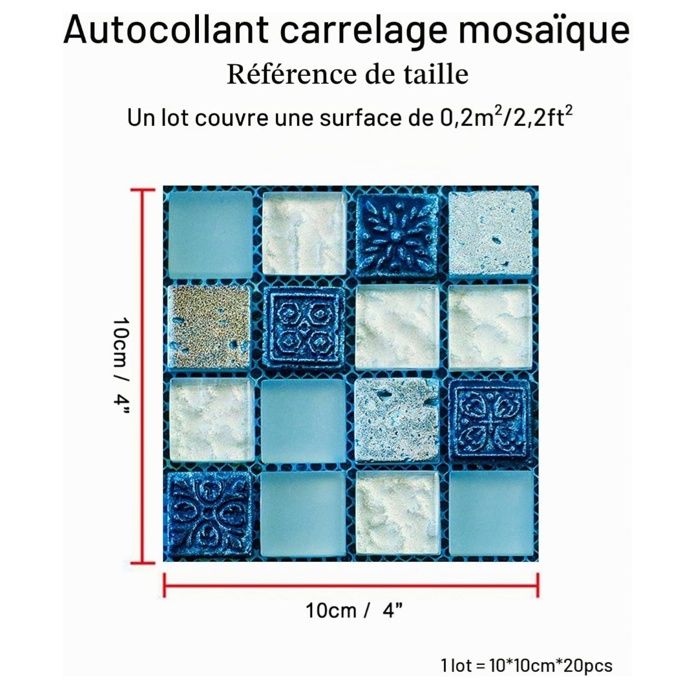 Autocollant carrelage mosaïque
Référence de taille
Un lot couvre une surface de 0,2m²/2,2ft²
10cm / 4"
10cm / 4"
1 lot = 10*10cm*20pcs